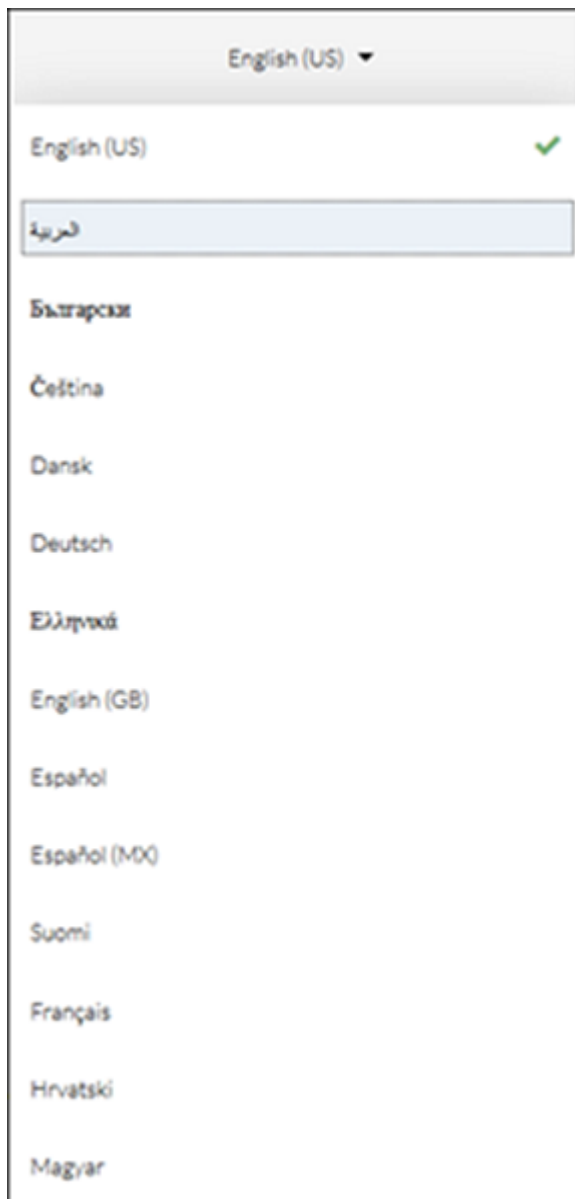 English (US)
English (US)
العربية
Български
Čeština
Dansk
Deutsch
Ελληνικά
English (GB)
Español
Español (MX)
Suomi
Français
Hrvatski
Magyar